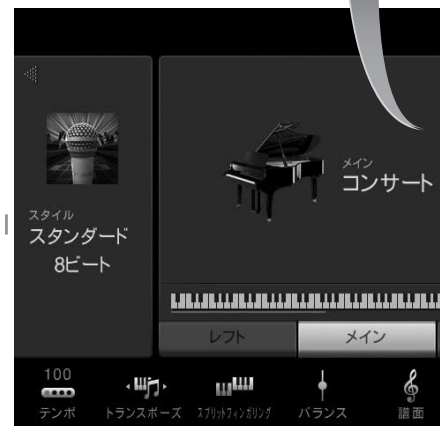 スタイル
スタンダード
8ビート
メイン
コンサート
レフト
メイン
100
テンポ
トランスポーズ
スプリットフィンガリング
バランス
譜面